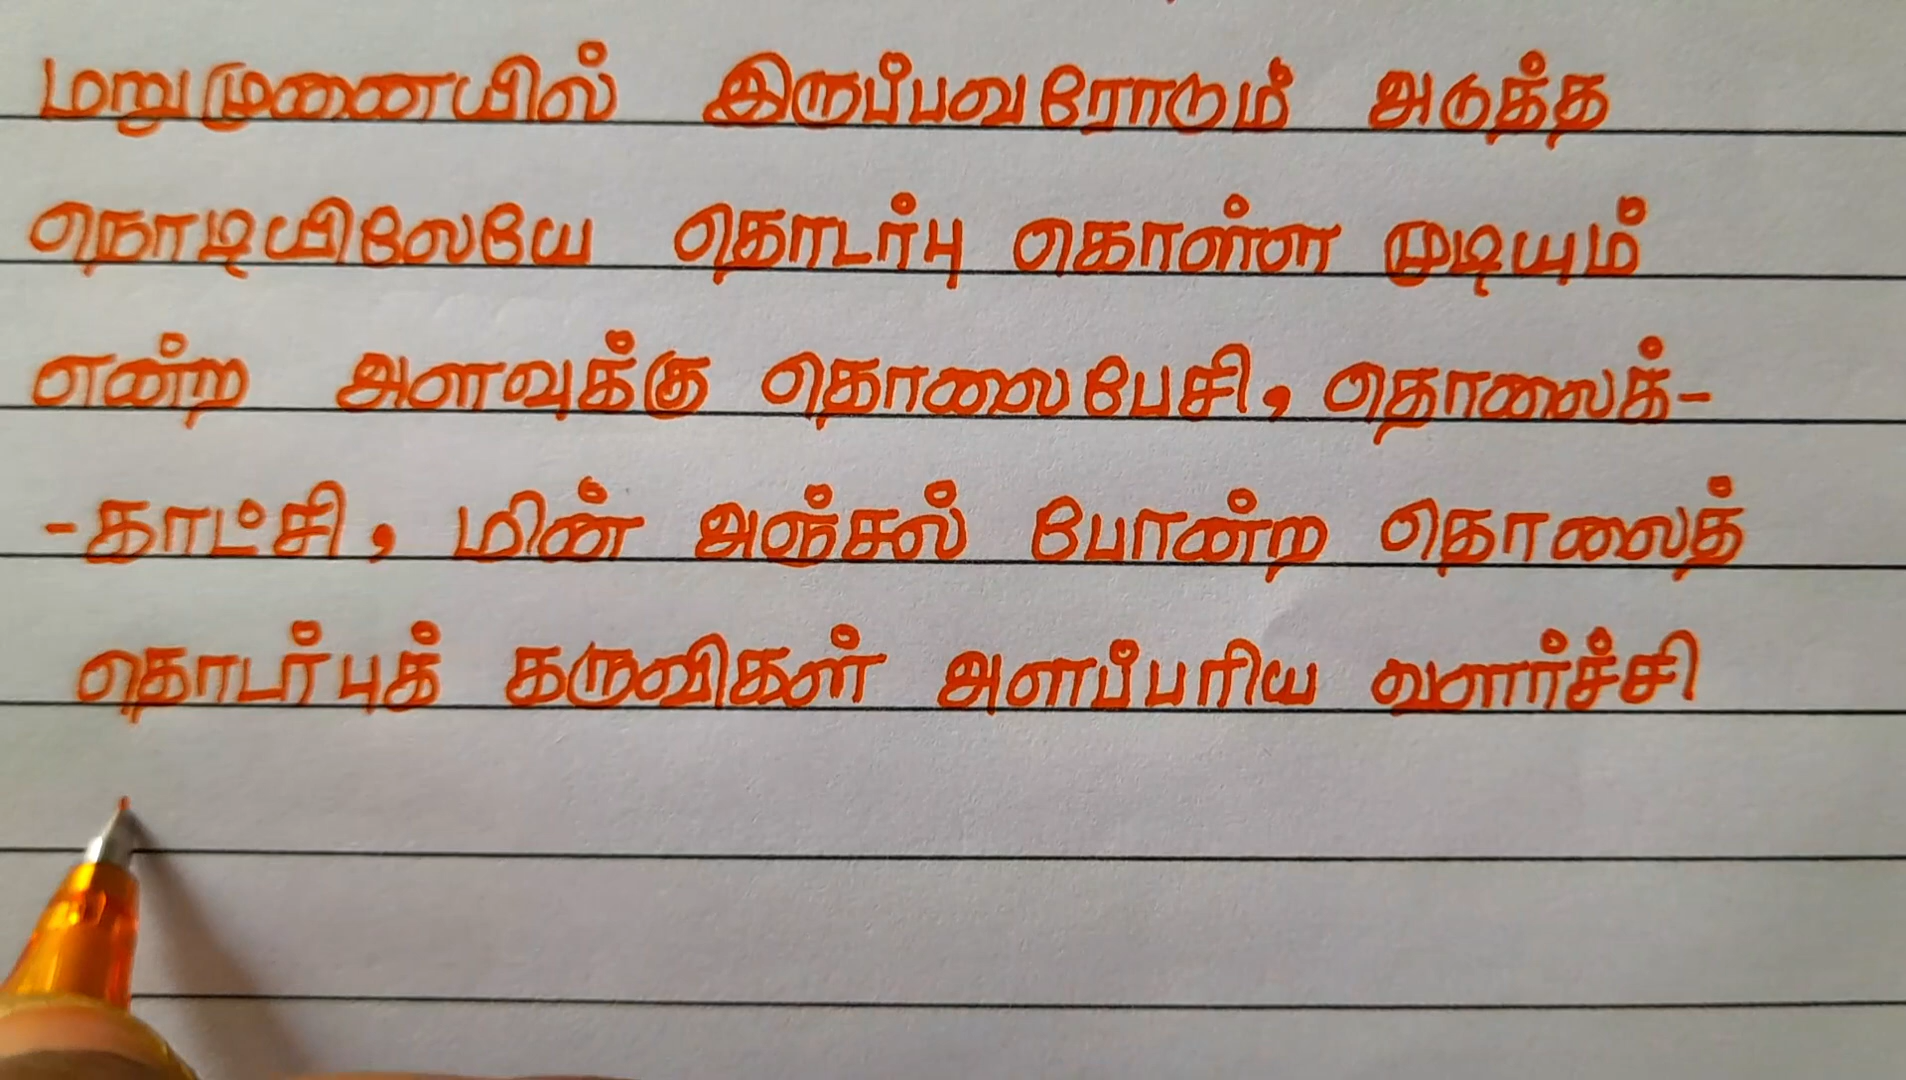 மறுமுனையில் இருப்பவரோடும் அடுத்த
நொடியிலேயே தொடர்பு கொள்ள முடியும்
என்ற அளவுக்கு தொலைபேசி, தொலைக்-
-காட்சி, மின் அஞ்சல் போன்ற தொலைத்
தொடர்புக் கருவிகள் அளப்பரிய வளர்ச்சி